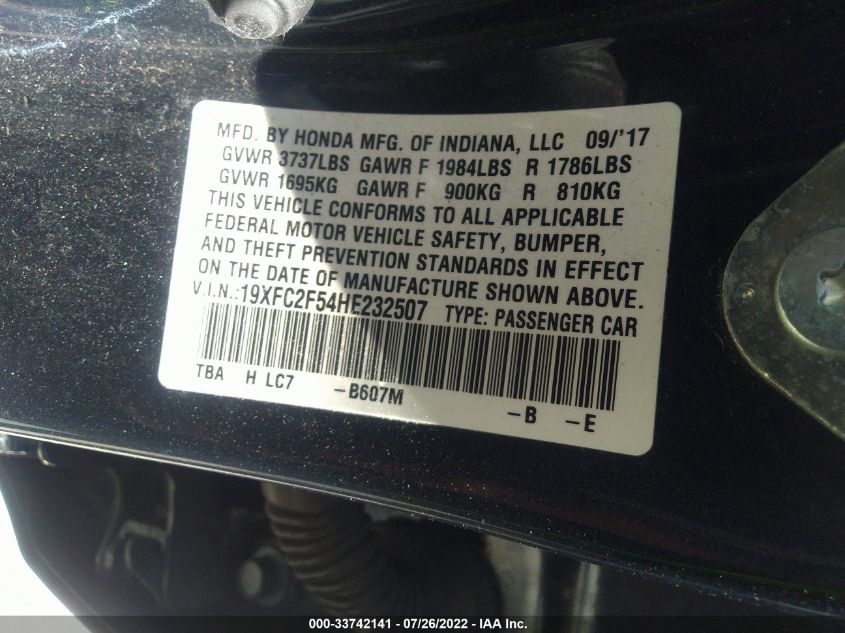 MFD. BY HONDA MFG. OF INDIANA, LLC 09/'17
GVWR 3737LBS GAWR F 1984LBS R 1786LBS
GVWR 1695KG GAWR F 900KG R 810KG
THIS VEHICLE CONFORMS TO ALL APPLICABLE
FEDERAL MOTOR VEHICLE SAFETY, BUMPER,
AND THEFT PREVENTION STANDARDS IN EFFECT
ON THE DATE OF MANUFACTURE SHOWN ABOVE.
V.I.N.:19XFC2F54HE232507 TYPE: PASSENGER CAR
TBA H LC7 -B607M -B -E
000-33742141 - 07/26/2022 - IAA Inc.